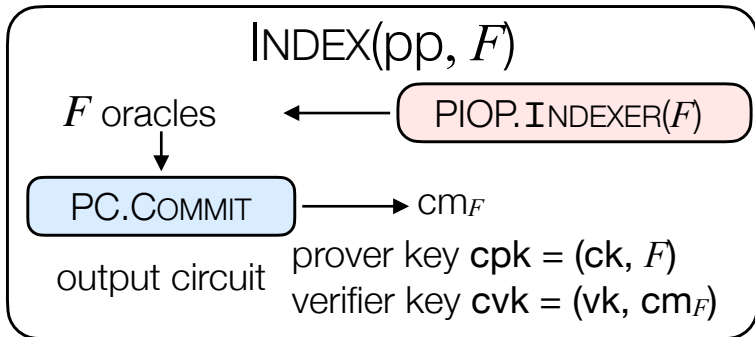 INDEX(pp, F)
F oracles
PIOP.INDEXER(F)
PC.COMMIT
cmF
output circuit
prover key cpk = (ck, F)
verifier key cvk = (vk, cmF)